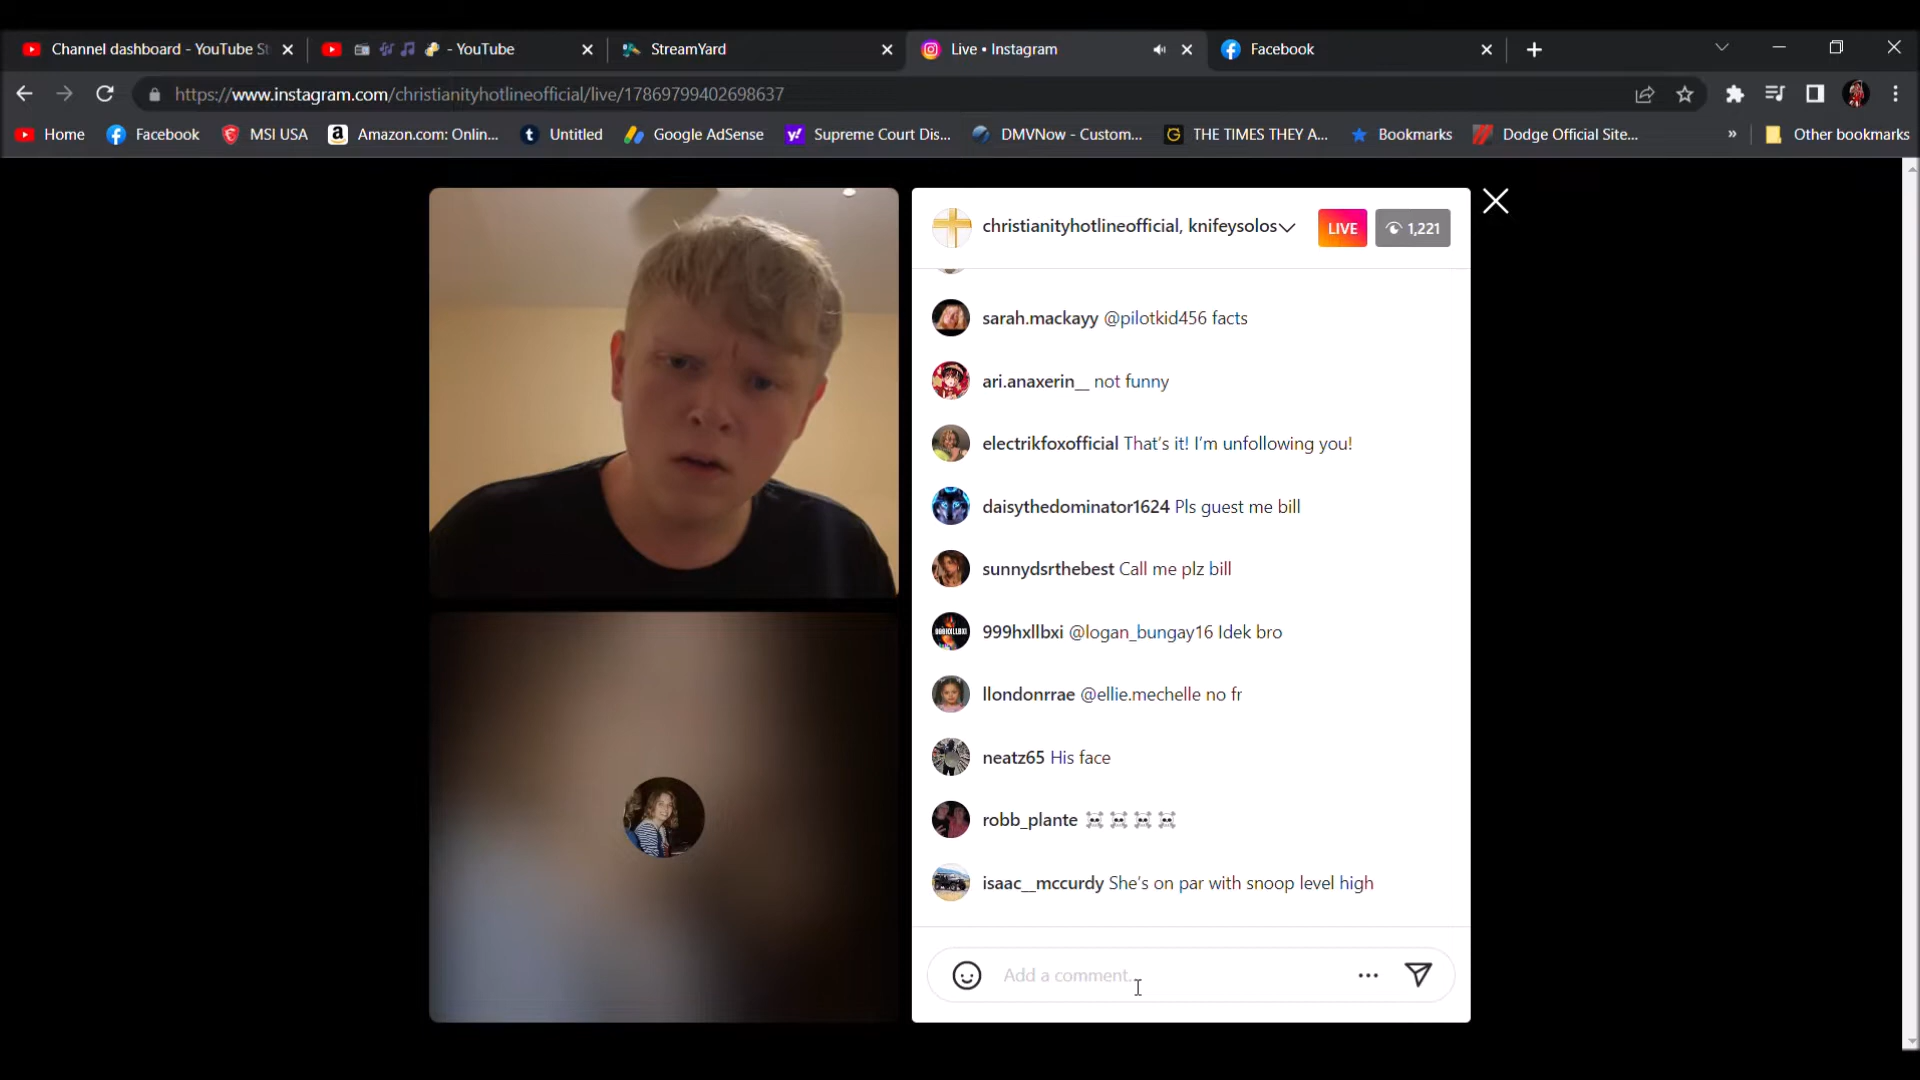 Channel dashboard - YouTube St
- YouTube
StreamYard
Live • Instagram
Facebook
https://www.instagram.com/christianityhotlineofficial/live/17869799402698637
Home
Facebook
MSI USA
Amazon.com: Onlin...
Untitled
Google AdSense
Supreme Court Dis...
DMVNow - Custom...
THE TIMES THEY A...
Bookmarks
Dodge Official Site...
»
Other bookmarks
christianityhotlineofficial, knifeysolos
LIVE
1,221
sarah.mackayy @pilotkid456 facts
ari.anaxerin__ not funny
electrikfoxofficial That's it! I'm unfollowing you!
daisythedominator1624 Pls guest me bill
sunnydsrthebest Call me plz bill
999hxllbxi @logan_bungay16 Idek bro
llondonrrae @ellie.mechelle no fr
neatz65 His face
robb_plante ☠️☠️☠️☠️
isaac__mccurdy She's on par with snoop level high
Add a comment...